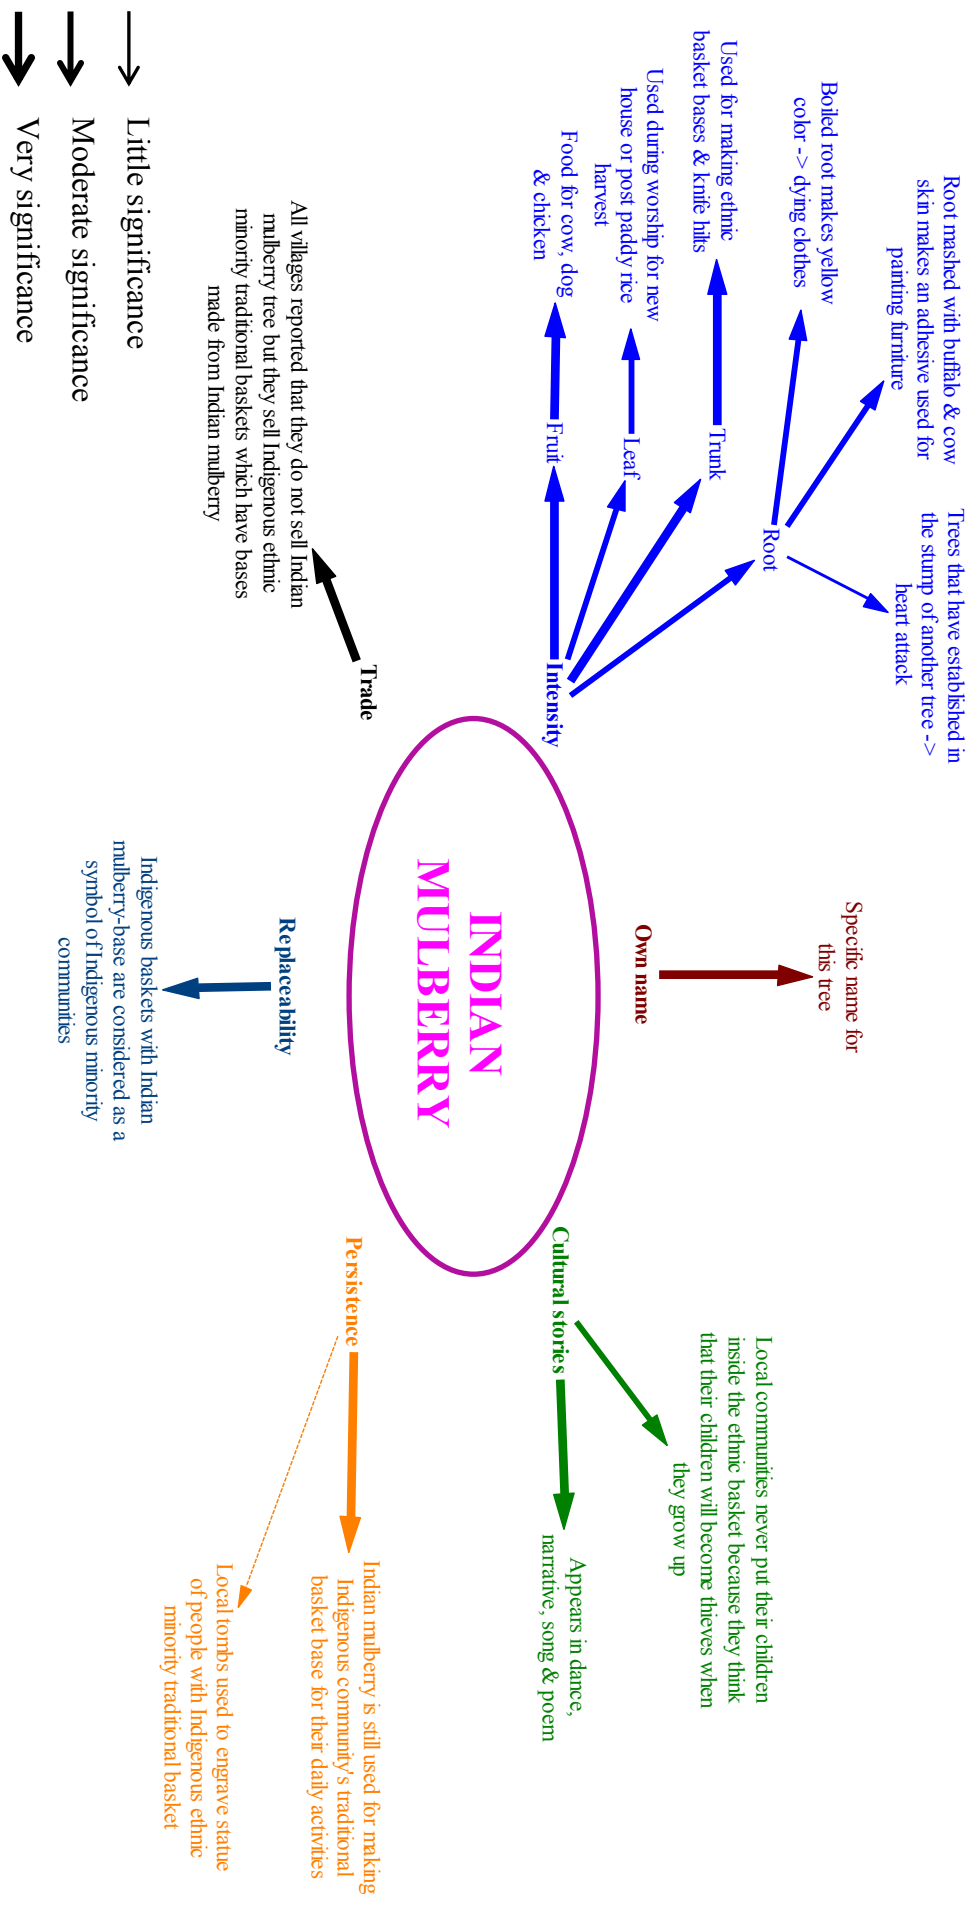 Root mashed with buffalo & cow
skin makes an adhesive used for
painting furniture
Trees that have established in
the stump of another tree ->
heart attack
Boiled root makes yellow
color -> dying clothes
Root
Used for making ethnic
basket bases & knife hilts
Trunk
Used during worship for new
house or post paddy rice
harvest
Leaf
Food for cow, dog
& chicken
Fruit
Intensity
Specific name for
this tree
Own name
Local communities never put their children
inside the ethnic basket because they think
that their children will become thieves when
they grow up
Cultural stories
Appears in dance,
narrative, song & poem
INDIAN
MULBERRY
Trade
All villages reported that they do not sell Indian
mulberry tree but they sell Indigenous ethnic
minority traditional baskets which have bases
made from Indian mulberry
Replaceability
Indigenous baskets with Indian
mulberry-base are considered as a
symbol of Indigenous minority
communities
Persistence
Indian mulberry is still used for making
Indigenous community's traditional
basket base for their daily activities
Local tombs used to engrave statue
of people with Indigenous ethnic
minority traditional basket
Little significance
Moderate significance
Very significance